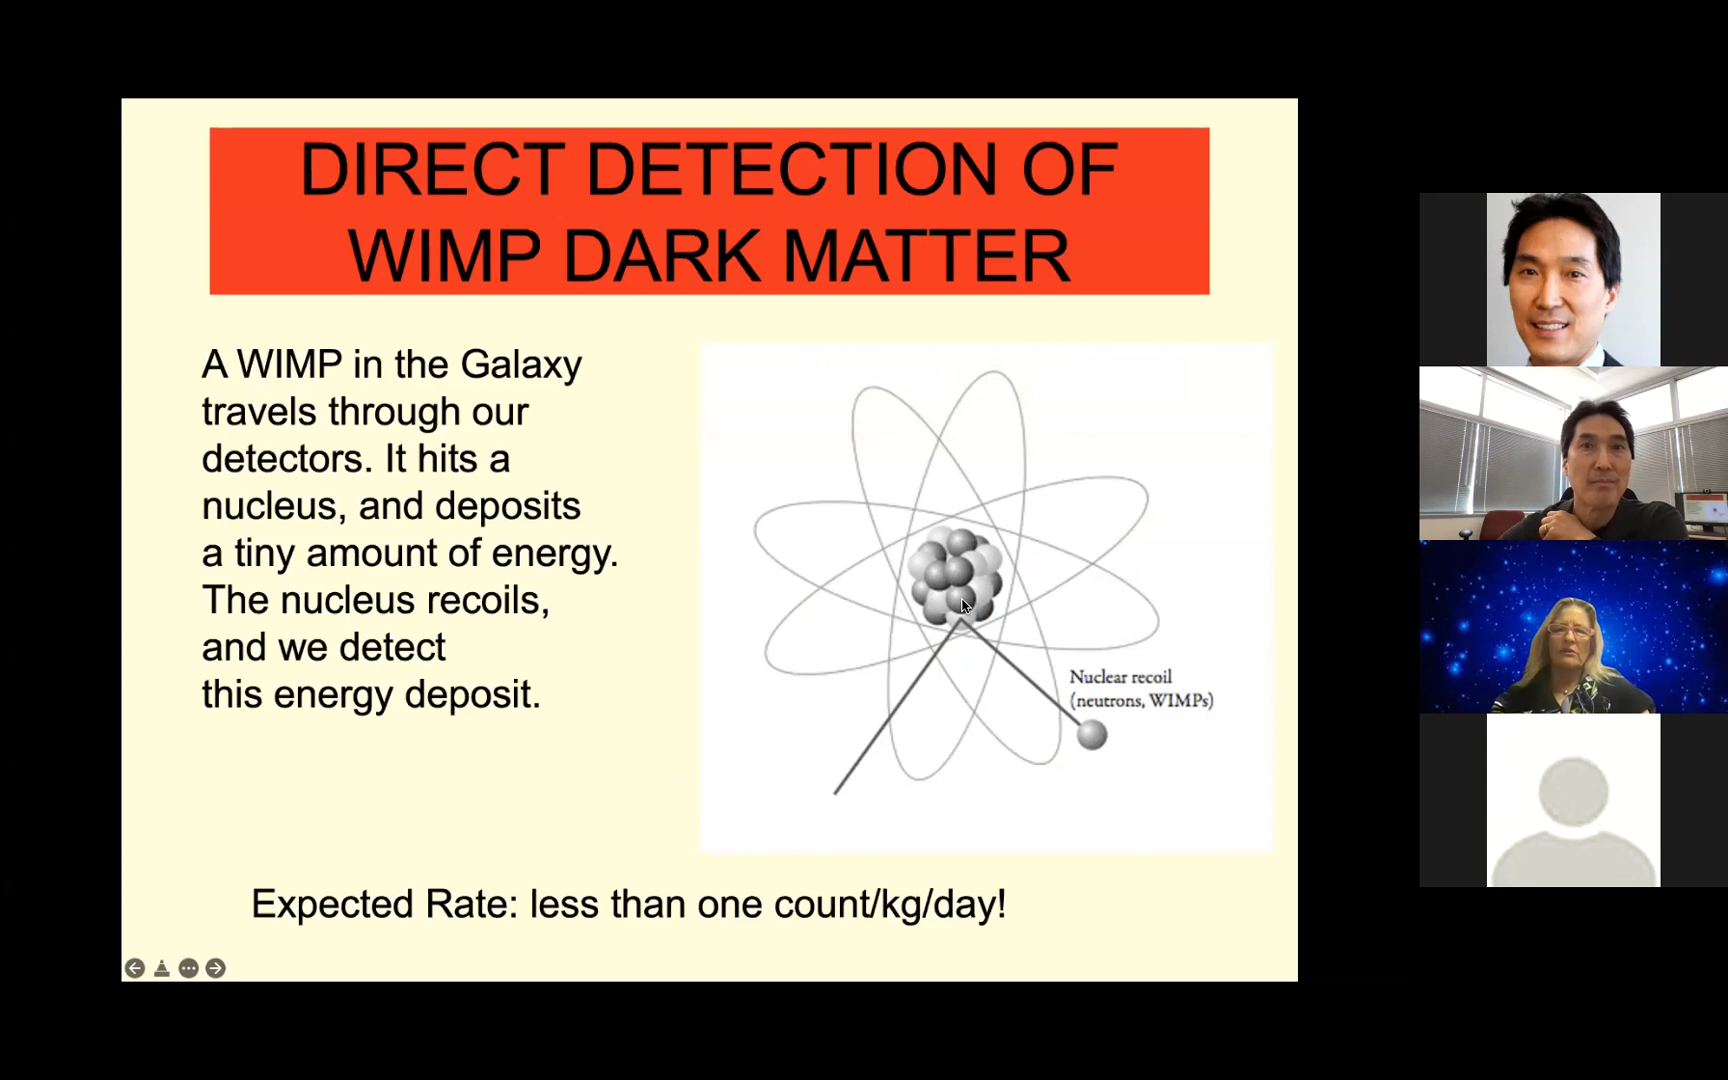 DIRECT DETECTION OF
WIMP DARK MATTER
A WIMP in the Galaxy
travels through our
detectors. It hits a
nucleus, and deposits
a tiny amount of energy.
The nucleus recoils,
and we detect
this energy deposit.
Nuclear recoil
(neutrons, WIMPs)
Expected Rate: less than one count/kg/day!